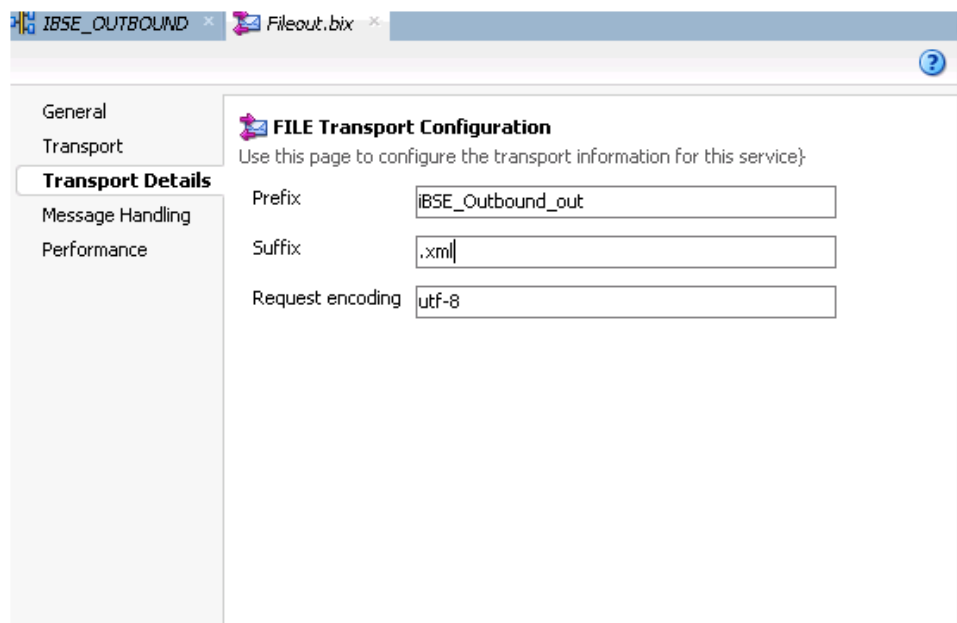 IBSE_OUTBOUND
Fileout.bix
?
General
Transport
Transport Details
Message Handling
Performance
FILE Transport Configuration
Use this page to configure the transport information for this service}
Prefix iBSE_Outbound_out
Suffix .xml
Request encoding utf-8